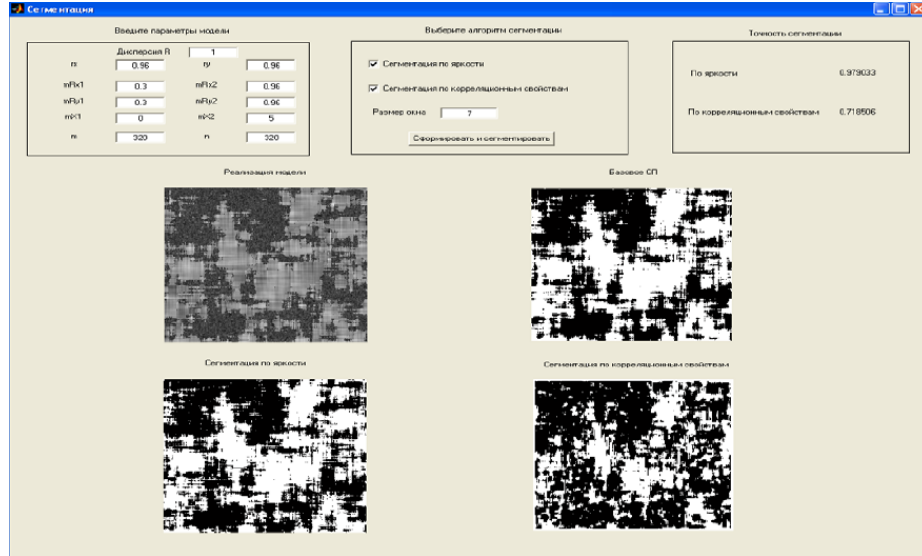 Сегментация
Введите параметры модели
Дисперсия R 1
rx 0.96 ry 0.96
mRx1 0.3 mRx2 0.96
mRy1 0.3 mRy2 0.96
mX1 0 mX2 5
m 320 n 320
Выберите алгоритм сегментации
Сегментация по яркости
Сегментация по корреляционным свойствам
Размер окна 7
Сформировать и сегментировать
Точность сегментации
По яркости 0.979033
По корреляционным свойствам 0.718506
Реализация модели
Базовое СП
Сегментация по яркости
Сегментация по корреляционным свойствам